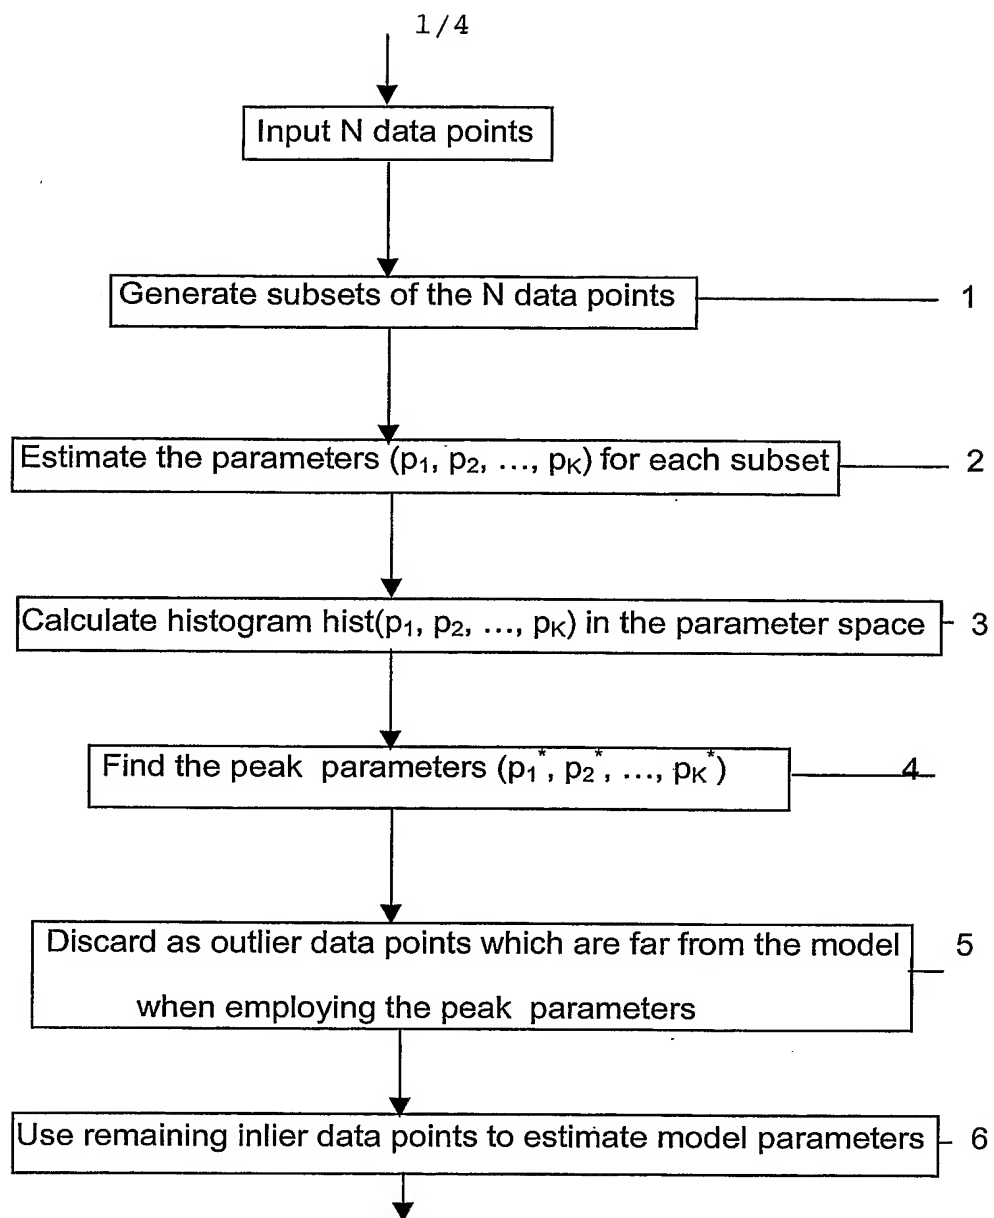 1/4
Input N data points
Generate subsets of the N data points
1
Estimate the parameters (p₁, p₂, ..., pK) for each subset
2
Calculate histogram hist(p₁, p₂, ..., pK) in the parameter space
3
Find the peak parameters (p₁*, p₂*, ..., pK*)
4
Discard as outlier data points which are far from the model
5
when employing the peak parameters
Use remaining inlier data points to estimate model parameters
6